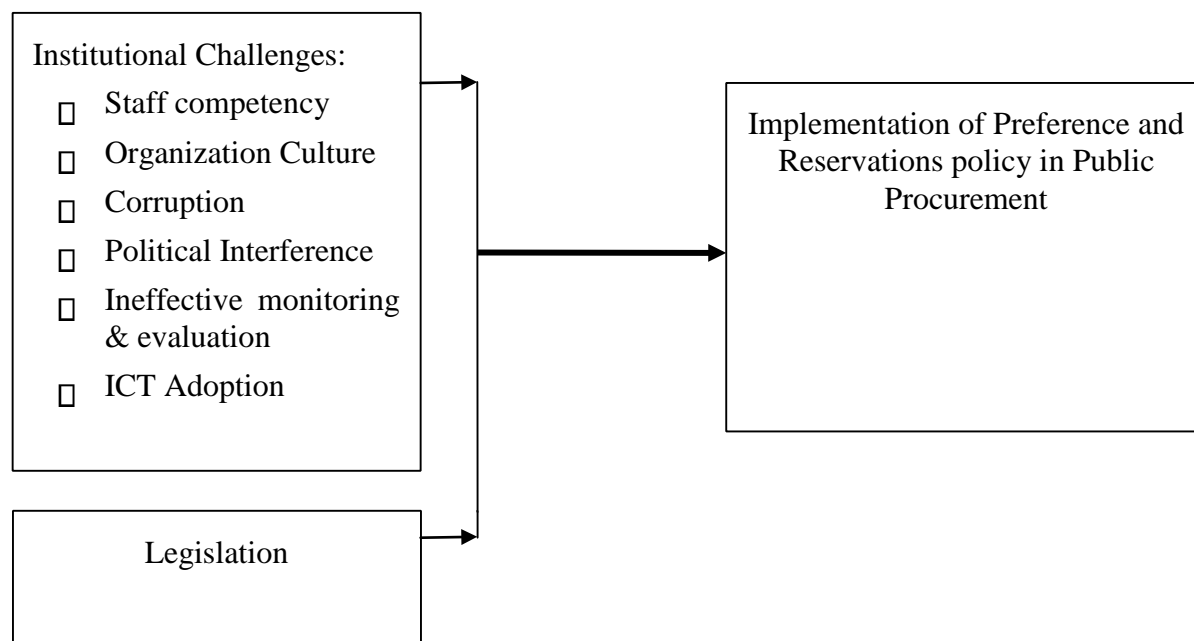 Institutional Challenges:
Staff competency
Organization Culture
Corruption
Political Interference
Ineffective monitoring
& evaluation
ICT Adoption
Implementation of Preference and
Reservations policy in Public
Procurement
Legislation